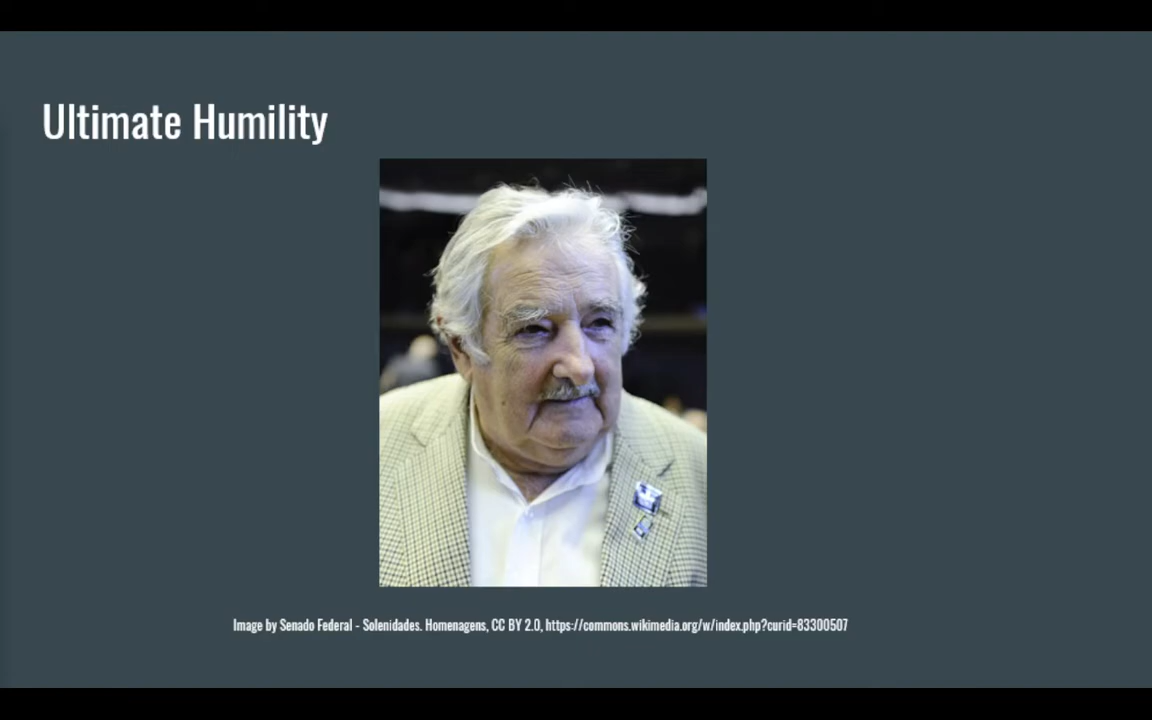 Ultimate Humility
Image by Senado Federal - Solenidades. Homenagens, CC BY 2.0, https://commons.wikimedia.org/w/index.php?curid=83300507